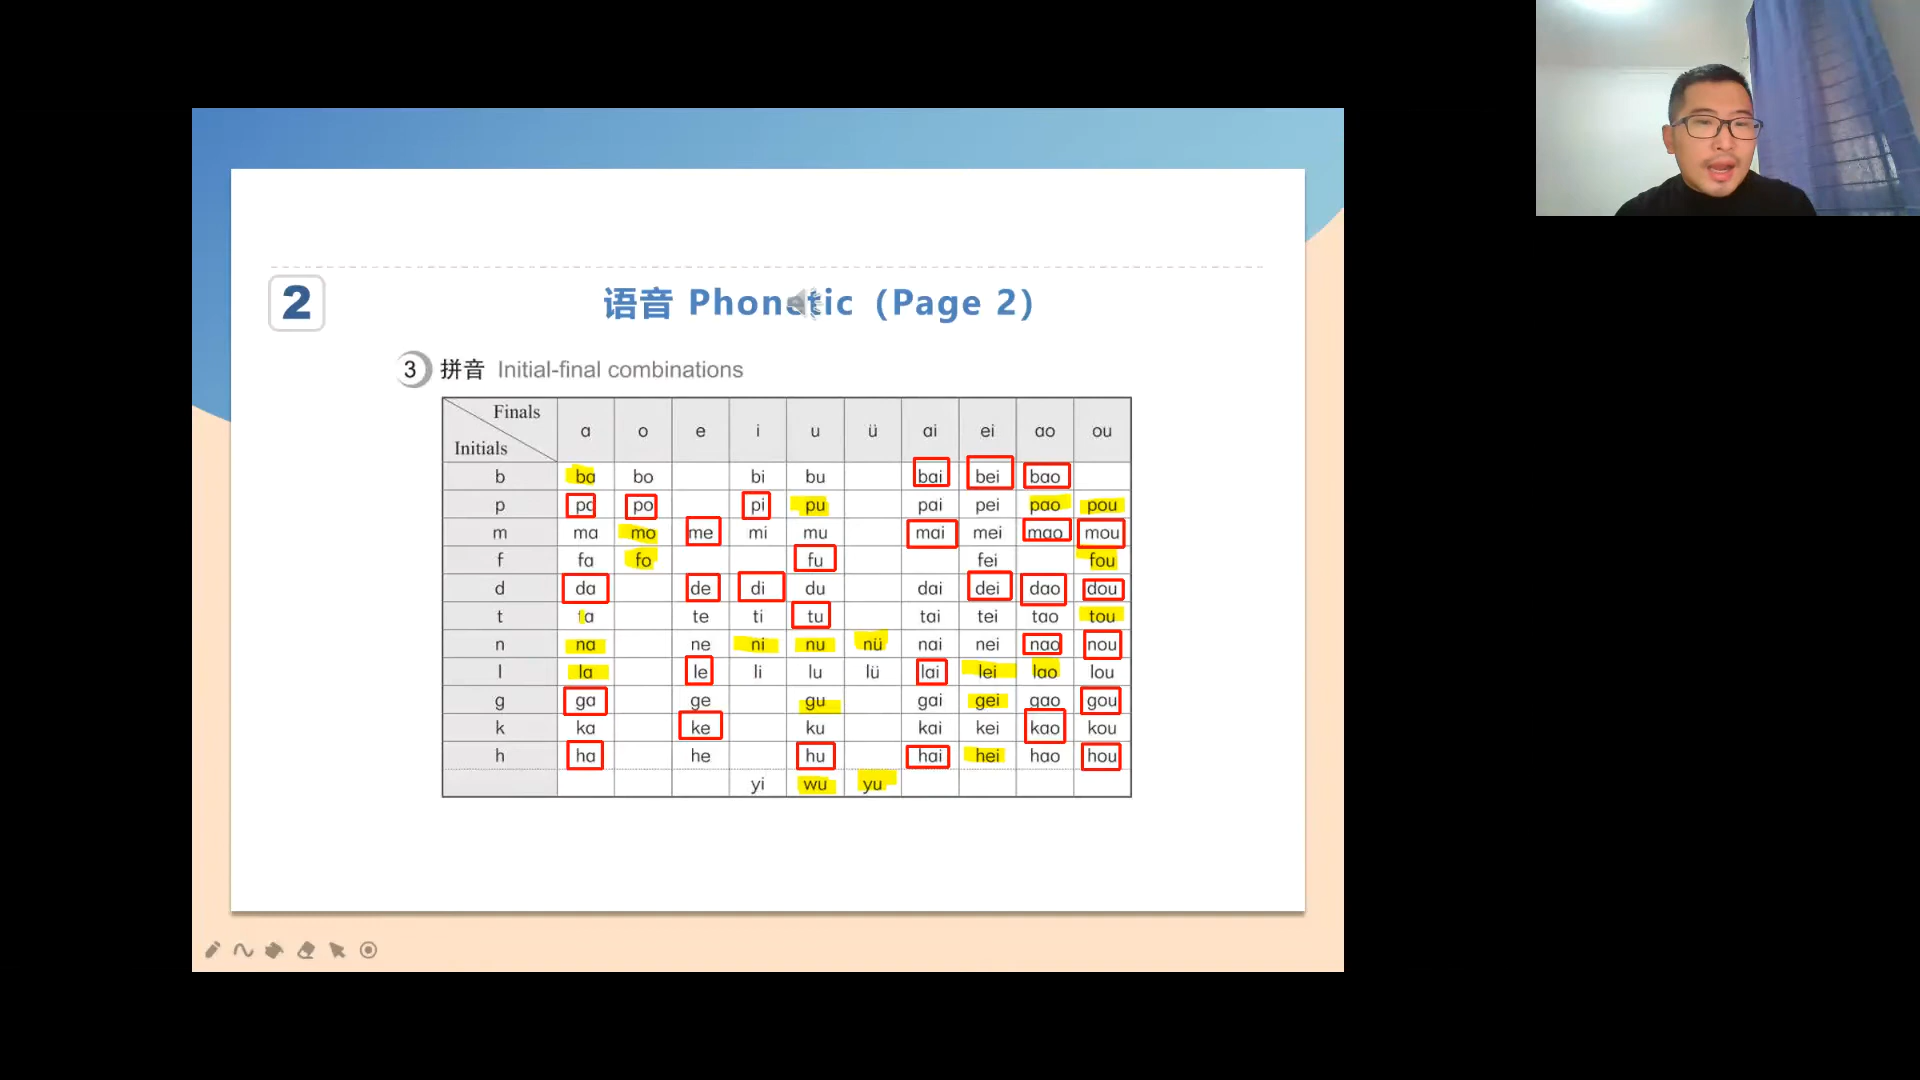 2
语音 Phonetic (Page 2)
3 拼音 Initial-final combinations
Finals
Initials
a o e i u ü ai ei ao ou
b ba bo bi bu bai bei bao
p pa po pi pu pai pei pao pou
m ma mo me mi mu mai mei mao mou
f fa fo fu fei fou
d da de di du dai dei dao dou
t ta te ti tu tai tei tao tou
n na ne ni nu nü nai nei nao nou
l la le li lu lü lai lei lao lou
g ga ge gu gai gei gao gou
k ka ke ku kai kei kao kou
h ha he hu hai hei hao hou
yi wu yu